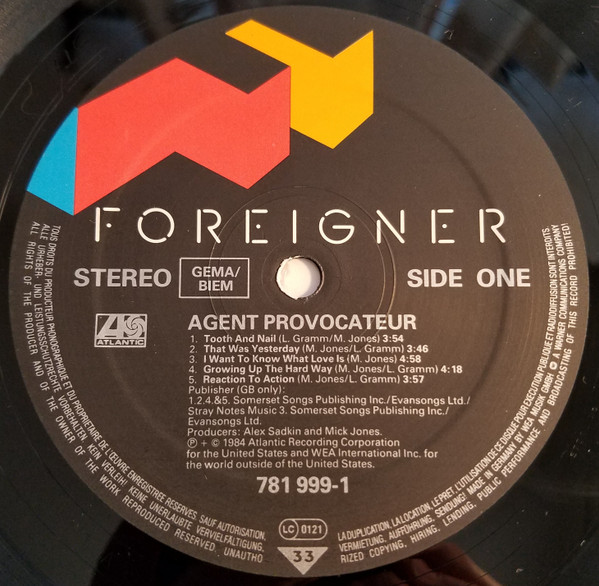 FOREIGNER
STEREO
GEMA/
BIEM
SIDE ONE
ATLANTIC
AGENT PROVOCATEUR
1. Tooth And Nail (L. Gramm/M. Jones) 3:54
2. That Was Yesterday (M. Jones/L. Gramm) 3:46
3. I Want To Know What Love Is (M. Jones) 4:58
4. Growing Up The Hard Way (M. Jones/L. Gramm) 4:18
5. Reaction To Action (M. Jones/L. Gramm) 3:57
Publisher (GB only):
1.2.4.&5. Somerset Songs Publishing Inc./Evansongs Ltd./
Stray Notes Music 3. Somerset Songs Publishing Inc./
Evansongs Ltd.
Producers: Alex Sadkin and Mick Jones.
Ⓟ + © 1984 Atlantic Recording Corporation
for the United States and WEA International Inc. for
the world outside of the United States.
781 999-1
LC 0121
33
TOUS DROITS DU PRODUCTEUR PHONOGRAPHIQUE ET DU PROPRIETAIRE DE L'ŒUVRE ENREGISTREE RESERVES SAUF AUTORISATION,
ALLE URHEBER- UND LEISTUNGSSCHUTZRECHTE VORBEHALTEN KEIN VERLEIH! KEINE UNERLAUBTE VERVIELFÄLTIGUNG,
ALL RIGHTS OF THE PRODUCER AND OF THE OWNER OF THE WORK REPRODUCED RESERVED, UNAUTHO
LA DUPLICATION, LA LOCATION, LE PRET, L'UTILISATION DE CE DISQUE POUR EXECUTION PUBLIQUE ET RADIODIFFUSION SONT INTERDITS
VERMIETUNG, AUFFÜHRUNG, SENDUNG! MADE IN GERMANY BY WEA MUSIK GMBH A WARNER COMMUNICATIONS COMPANY
RIZED COPYING, HIRING, LENDING, PUBLIC PERFORMANCE AND BROADCASTING OF THIS RECORD PROHIBITED!